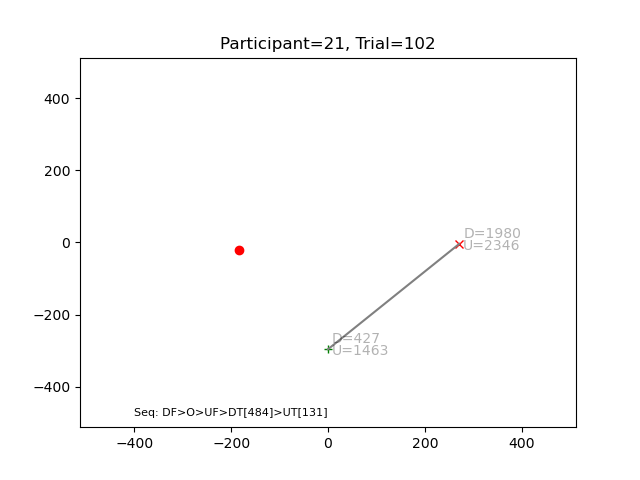 Participant=21, Trial=102
400
200
0
−200
−400
D=1980
U=2346
D=427
U=1463
Seq: DF>O>UF>DT[484]>UT[131]
−400 −200 0 200 400